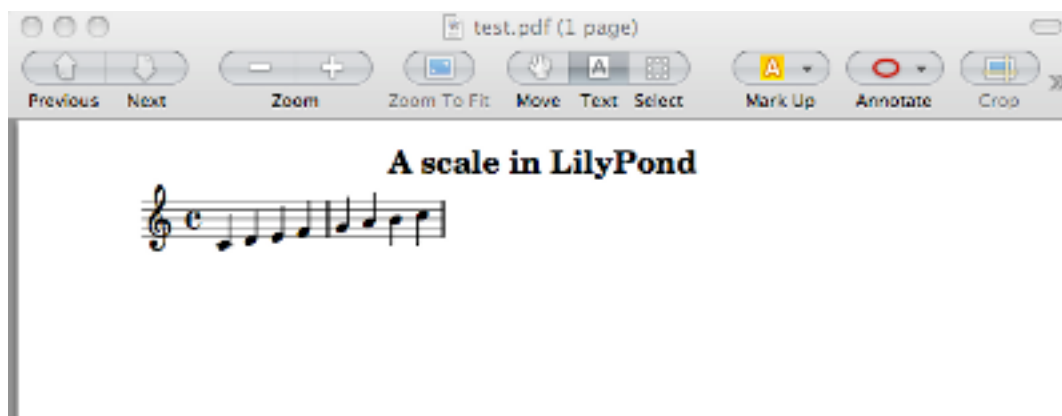 test.pdf (1 page)
Previous Next Zoom Zoom To Fit Move Text Select Mark Up Annotate Crop
A scale in LilyPond